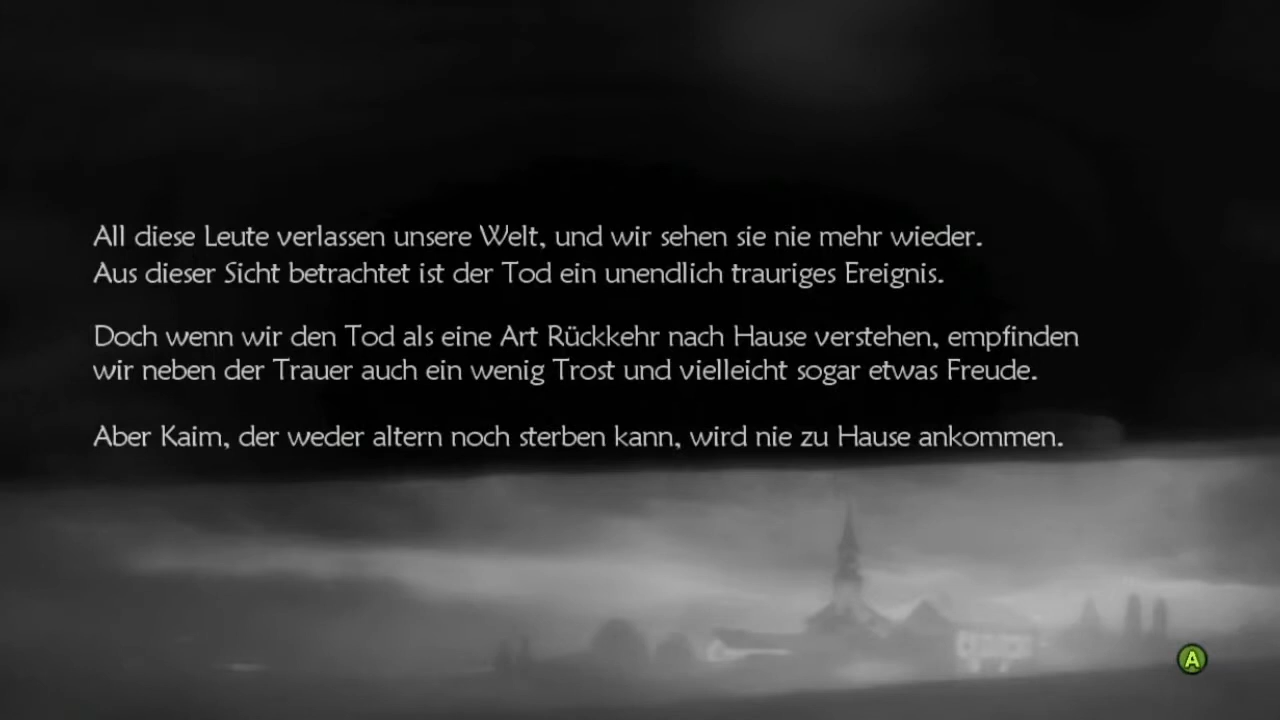 All diese Leute verlassen unsere Welt, und wir sehen sie nie mehr wieder.
Aus dieser Sicht betrachtet ist der Tod ein unendlich trauriges Ereignis.
Doch wenn wir den Tod als eine Art Rückkehr nach Hause verstehen, empfinden
wir neben der Trauer auch ein wenig Trost und vielleicht sogar etwas Freude.
Aber Kaim, der weder altern noch sterben kann, wird nie zu Hause ankommen.
A